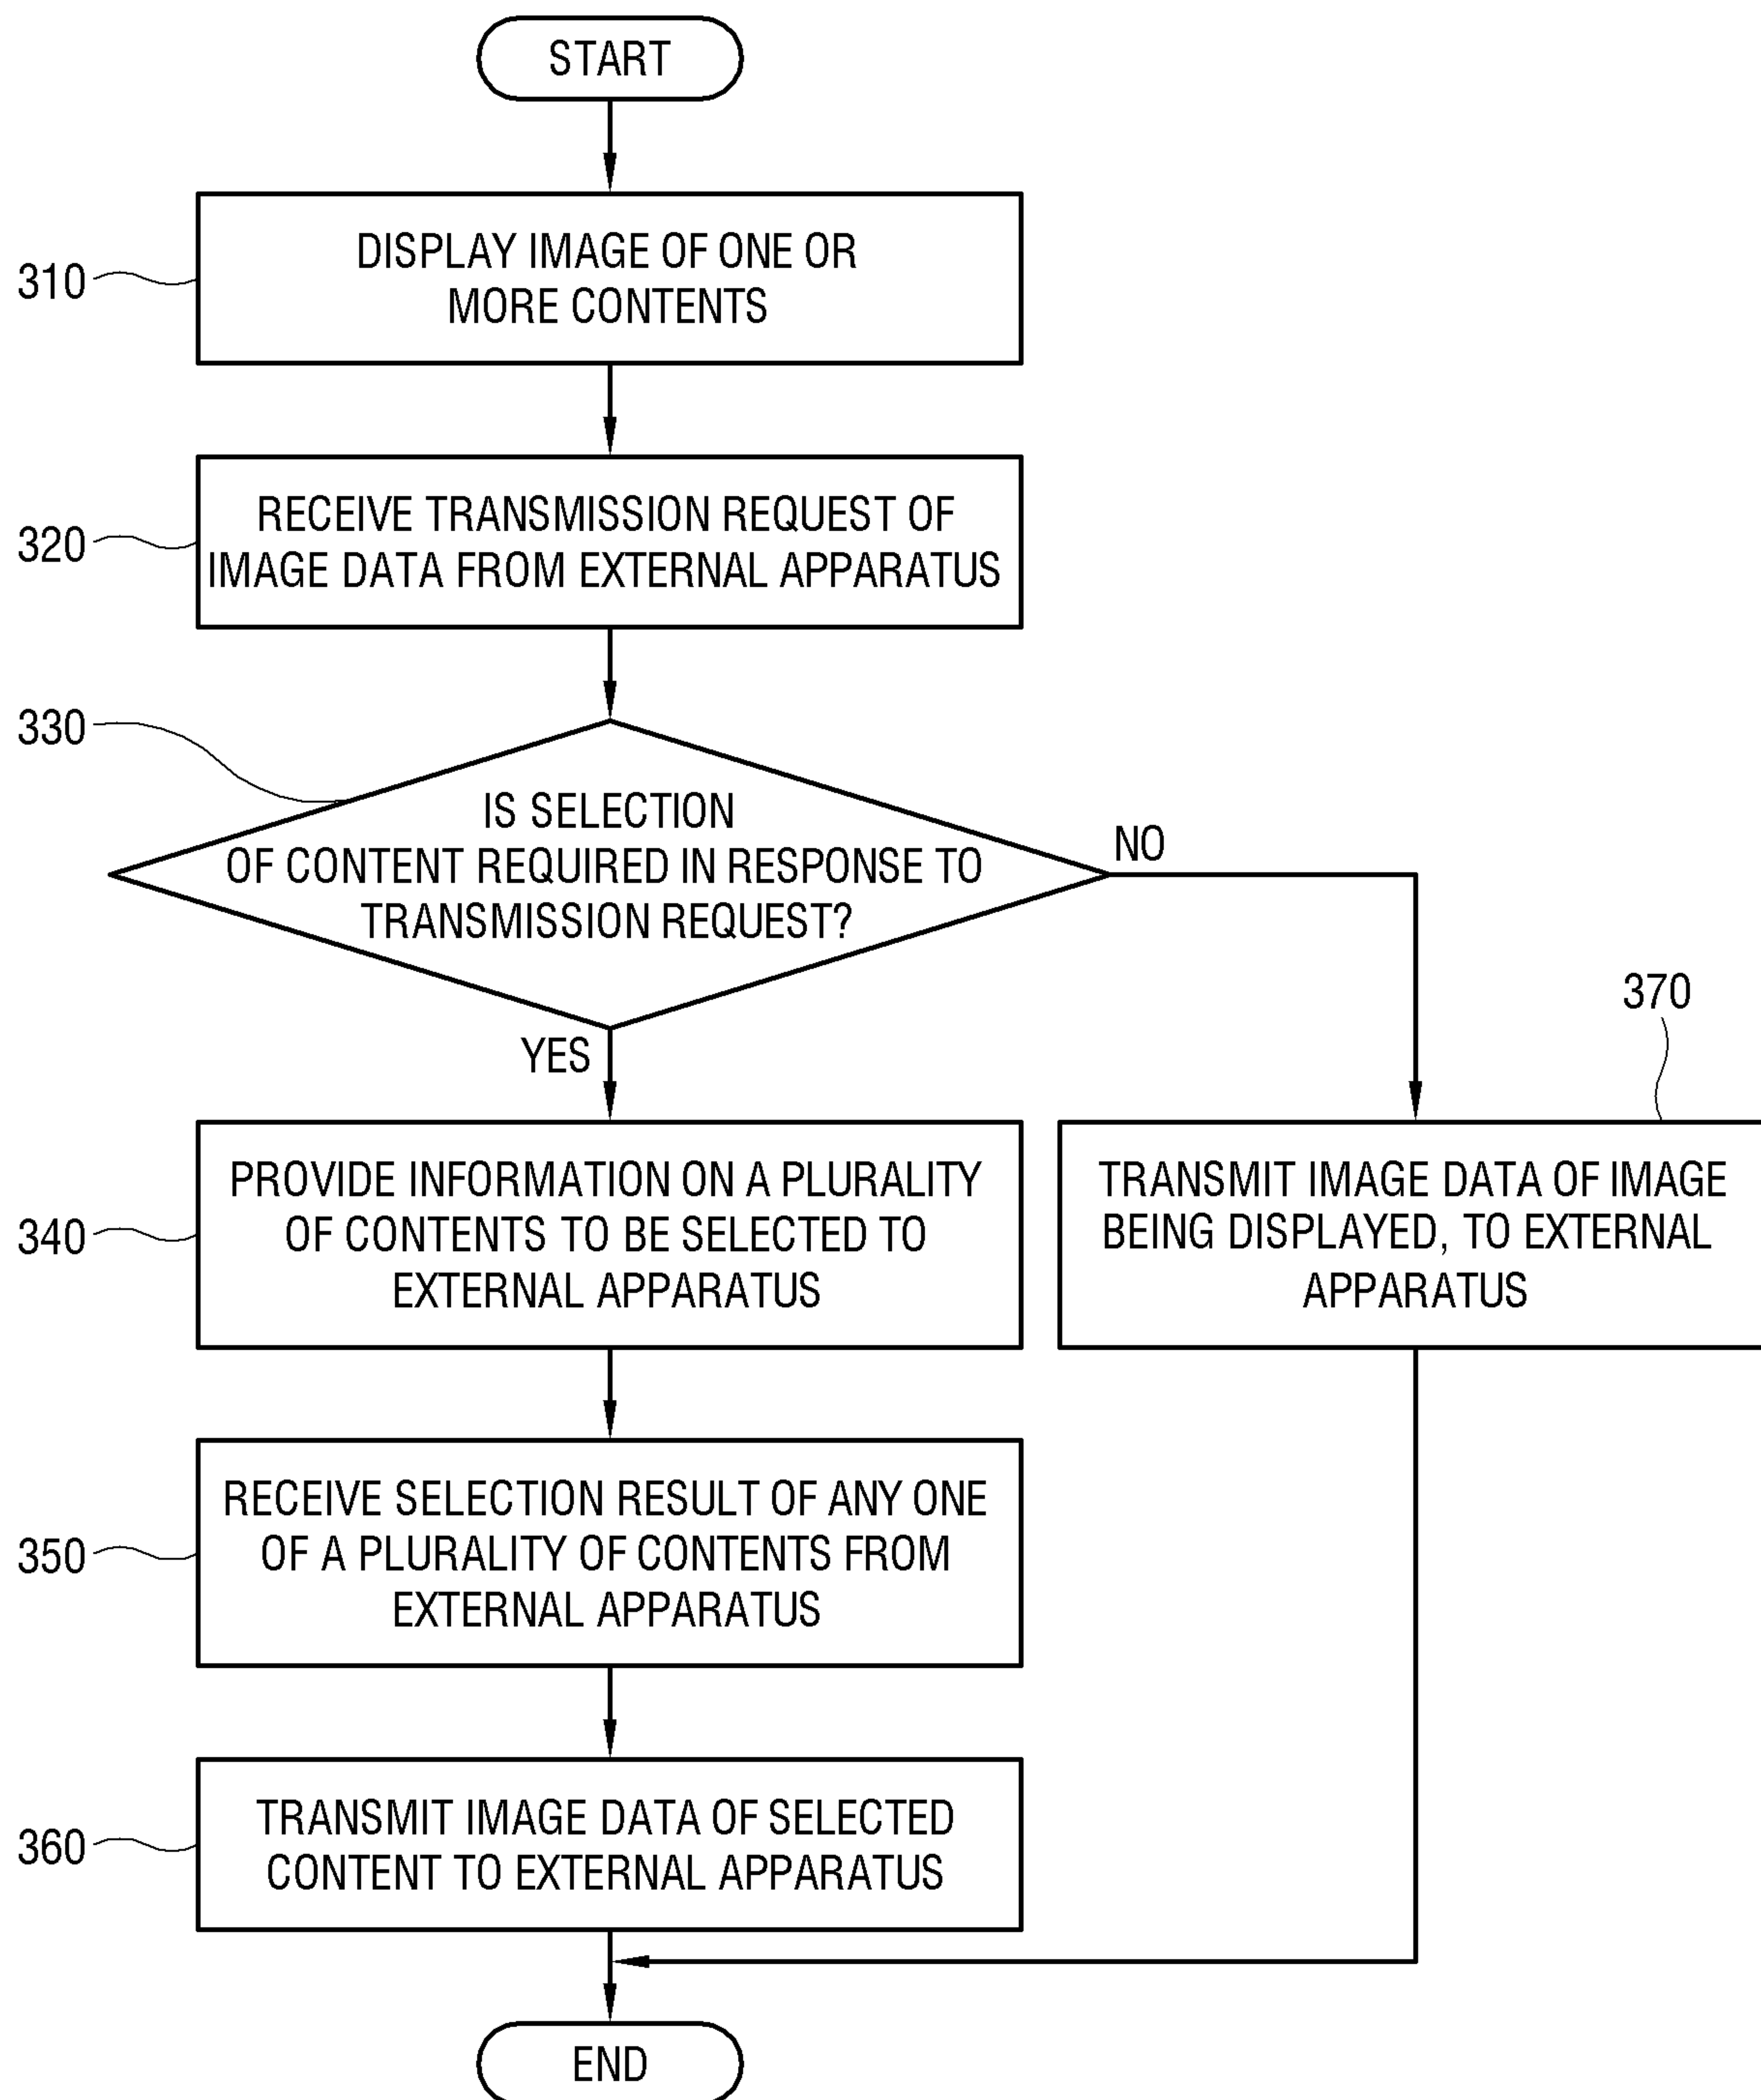 START
310
DISPLAY IMAGE OF ONE OR
MORE CONTENTS
320
RECEIVE TRANSMISSION REQUEST OF
IMAGE DATA FROM EXTERNAL APPARATUS
330
IS SELECTION
OF CONTENT REQUIRED IN RESPONSE TO
TRANSMISSION REQUEST?
NO
YES
340
PROVIDE INFORMATION ON A PLURALITY
OF CONTENTS TO BE SELECTED TO
EXTERNAL APPARATUS
370
TRANSMIT IMAGE DATA OF IMAGE
BEING DISPLAYED, TO EXTERNAL
APPARATUS
350
RECEIVE SELECTION RESULT OF ANY ONE
OF A PLURALITY OF CONTENTS FROM
EXTERNAL APPARATUS
360
TRANSMIT IMAGE DATA OF SELECTED
CONTENT TO EXTERNAL APPARATUS
END